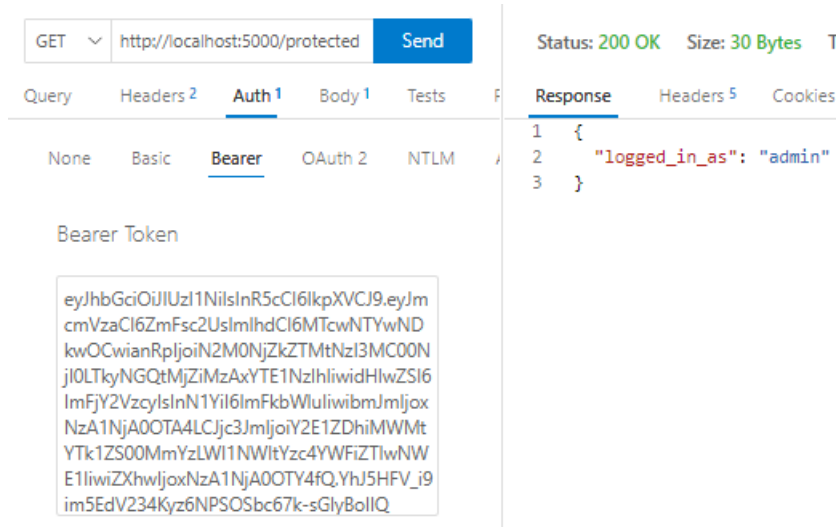 GET http://localhost:5000/protected Send
Status: 200 OK Size: 30 Bytes T
Query Headers 2 Auth 1 Body 1 Tests
Response Headers 5 Cookies
None Basic Bearer OAuth 2 NTLM
1 {
2 "logged_in_as": "admin"
3 }
Bearer Token
eyJhbGciOiJIUzI1NiIsInR5cCI6IkpXVCJ9.eyJm
cmVzaCI6ZmFsc2UsImlhdCI6MTcwNTYwND
kwOCwianRpIjoiN2M0NjZkZTMtNzI3MC00N
jI0LTkyNGQtMjZiMzAxYTE1NzlhIiwidHlwZSI6
ImFjY2VzcyIsInN1YiI6ImFkbWluIiwibmJmIjox
NzA1NjA0OTA4LCJjc3JmIjoiY2E1ZDhiMWMt
YTk1ZS00MmYzLWI1NWItYzc4YWFiZTIwNW
E1IiwiZXhwIjoxNzA1NjA0OTY4fQ.YhJ5HFV_i9
im5EdV234Kyz6NPSOSbc67k-sGlyBolIQ